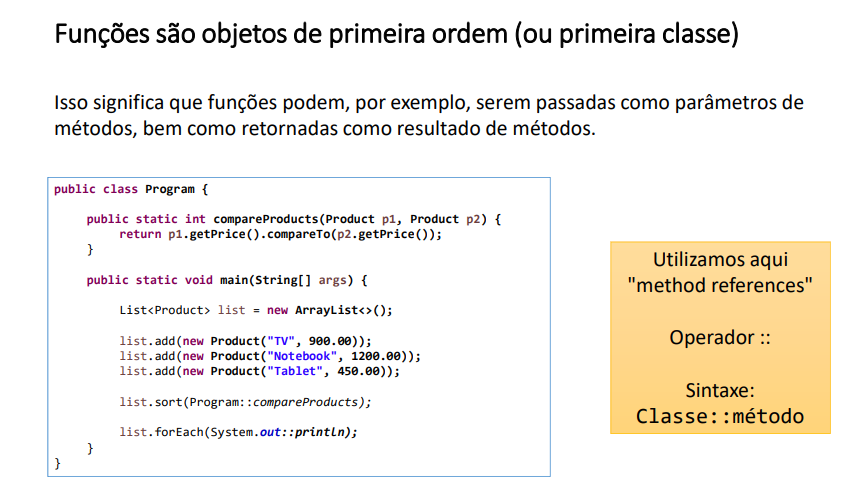 Funções são objetos de primeira ordem (ou primeira classe)
Isso significa que funções podem, por exemplo, serem passadas como parâmetros de
métodos, bem como retornadas como resultado de métodos.
public class Program {
public static int compareProducts(Product p1, Product p2) {
return p1.getPrice().compareTo(p2.getPrice());
}
public static void main(String[] args) {
List<Product> list = new ArrayList<>();
list.add(new Product("TV", 900.00));
list.add(new Product("Notebook", 1200.00));
list.add(new Product("Tablet", 450.00));
list.sort(Program::compareProducts);
list.forEach(System.out::println);
}
}
Utilizamos aqui
"method references"
Operador ::
Sintaxe:
Classe::método